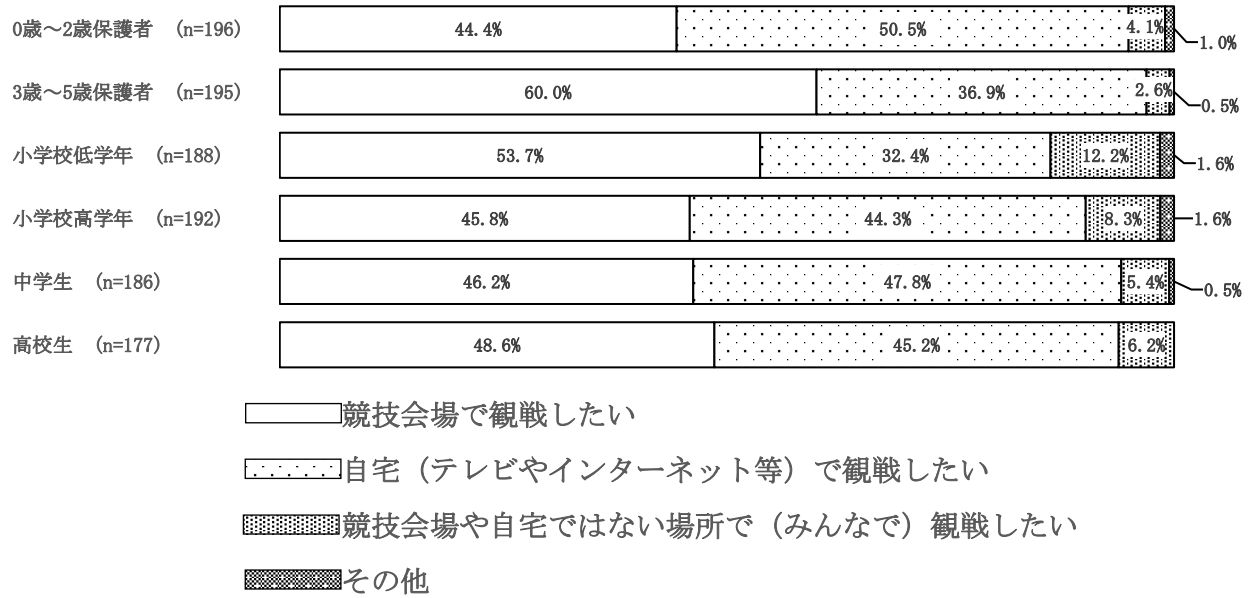 0歳～2歳保護者 (n=196) 44.4% 50.5% 4.1% 1.0%
3歳～5歳保護者 (n=195) 60.0% 36.9% 2.6% 0.5%
小学校低学年 (n=188) 53.7% 32.4% 12.2% 1.6%
小学校高学年 (n=192) 45.8% 44.3% 8.3% 1.6%
中学生 (n=186) 46.2% 47.8% 5.4% 0.5%
高校生 (n=177) 48.6% 45.2% 6.2%
競技会場で観戦したい
自宅（テレビやインターネット等）で観戦したい
競技会場や自宅ではない場所で（みんなで）観戦したい
その他